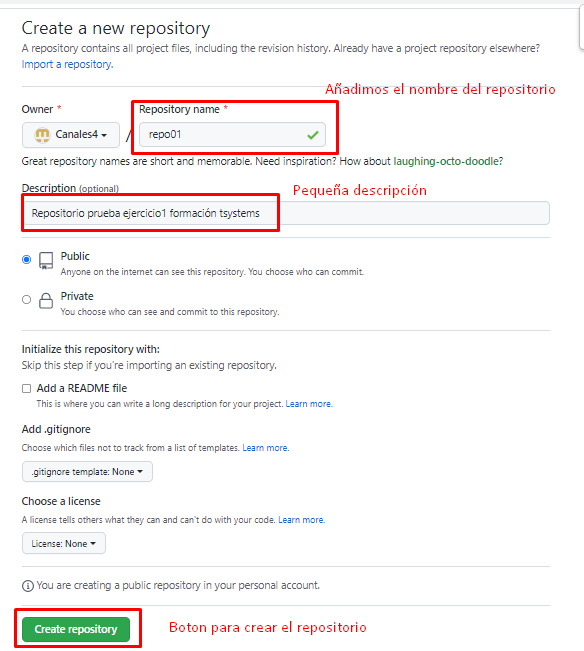 Create a new repository
A repository contains all project files, including the revision history. Already have a project repository elsewhere?
Import a repository.
Añadimos el nombre del repositorio
Owner *
Repository name *
Canales4
/
repo01
Great repository names are short and memorable. Need inspiration? How about laughing-octo-doodle?
Description (optional)
Pequeña descripción
Repositorio prueba ejercicio1 formación tsystems
Public
Anyone on the internet can see this repository. You choose who can commit.
Private
You choose who can see and commit to this repository.
Initialize this repository with:
Skip this step if you're importing an existing repository.
Add a README file
This is where you can write a long description for your project. Learn more.
Add .gitignore
Choose which files not to track from a list of templates. Learn more.
.gitignore template: None
Choose a license
A license tells others what they can and can't do with your code. Learn more.
License: None
You are creating a public repository in your personal account.
Create repository
Boton para crear el repositorio